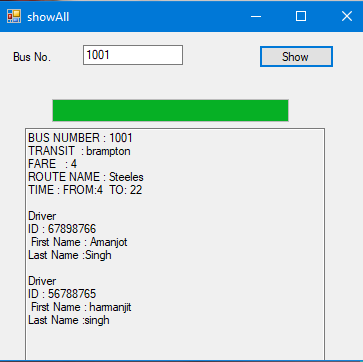 showAll
Bus No. 1001 Show
BUS NUMBER : 1001
TRANSIT : brampton
FARE : 4
ROUTE NAME : Steeles
TIME : FROM:4 TO: 22
Driver
ID : 67898766
First Name : Amanjot
Last Name :Singh
Driver
ID : 56788765
First Name : harmanjit
Last Name :singh